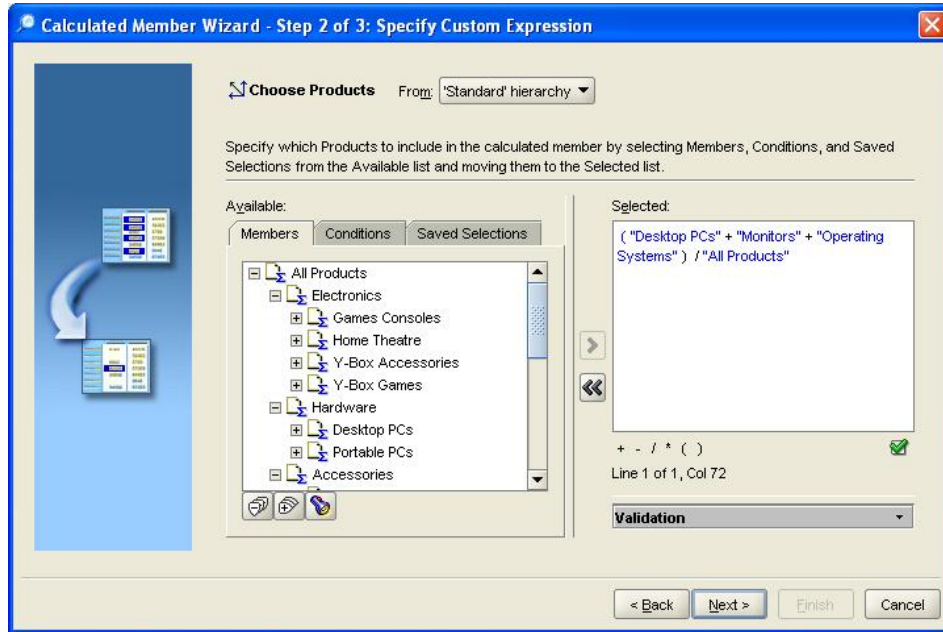 Calculated Member Wizard - Step 2 of 3: Specify Custom Expression
Choose Products From: 'Standard' hierarchy
Specify which Products to include in the calculated member by selecting Members, Conditions, and Saved
Selections from the Available list and moving them to the Selected list.
Available:
Members Conditions Saved Selections
All Products
Electronics
Games Consoles
Home Theatre
Y-Box Accessories
Y-Box Games
Hardware
Desktop PCs
Portable PCs
Accessories
Selected:
( "Desktop PCs" + "Monitors" + "Operating
Systems" ) / "All Products"
+ - / * ( )
Line 1 of 1, Col 72
Validation
< Back Next > Finish Cancel